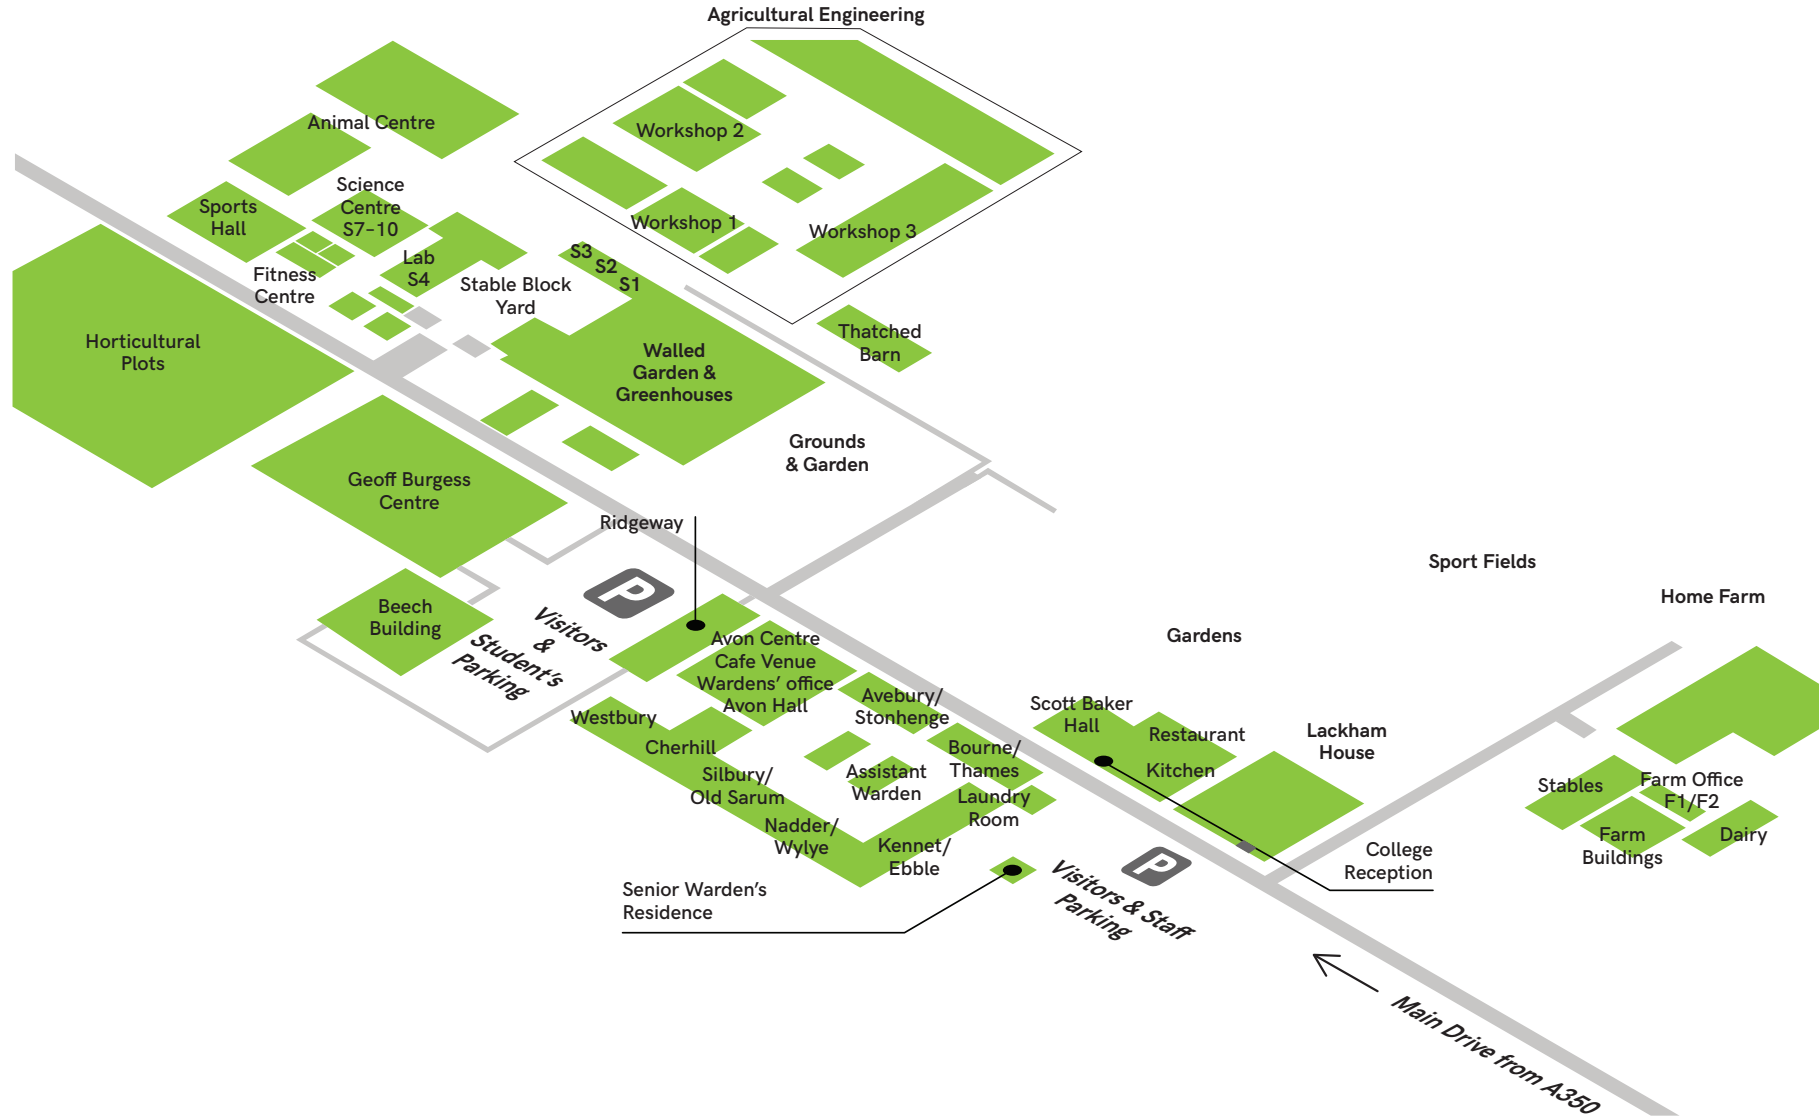 Agricultural Engineering
Animal Centre
Workshop 2
Science
Centre
S7–10
Sports
Hall
Workshop 1
Workshop 3
Lab
S4
S3
S2
S1
Fitness
Centre
Stable Block
Yard
Thatched
Barn
Horticultural
Plots
Walled
Garden &
Greenhouses
Grounds
& Garden
Geoff Burgess
Centre
Ridgeway
P
Beech
Building
Visitors
&
Student's
Parking
Sport Fields
Home Farm
Gardens
Avon Centre
Cafe Venue
Wardens’ office
Avon Hall
Avebury/
Stonhenge
Westbury
Cherhill
Silbury/
Old Sarum
Nadder/
Wylye
Kennet/
Ebble
Assistant
Warden
Bourne/
Thames
Laundry
Room
Scott Baker
Hall
Restaurant
Kitchen
Lackham
House
Stables
Farm Office
F1/F2
Farm
Buildings
Dairy
College
Reception
Senior Warden’s
Residence
P
Visitors & Staff
Parking
Main Drive from A350